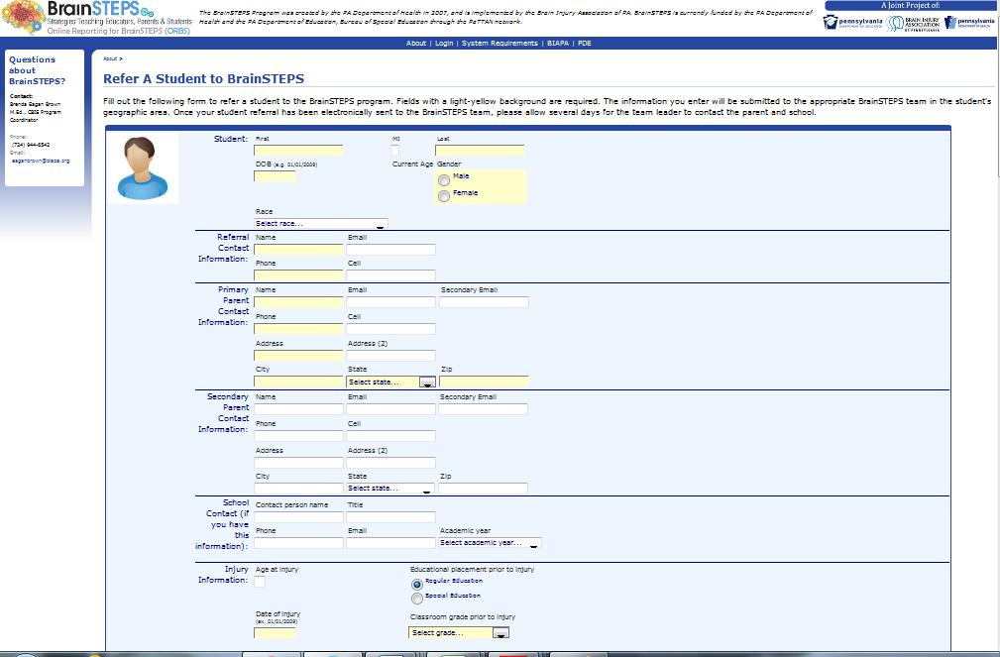 BrainSTEPS
Strategies Teaching Educators, Parents & Students
Online Reporting for BrainSTEPS (ORBS)
The BrainSTEPS Program was created by the PA Department of Health in 2007, and is implemented by the Brain Injury Association of PA. BrainSTEPS is currently funded by the PA Department of
Health and the PA Department of Education, Bureau of Special Education through the PaTTAN network.
A Joint Project of:
pennsylvania
DEPARTMENT OF EDUCATION
BRAIN INJURY
ASSOCIATION
OF PENNSYLVANIA
pennsylvania
DEPARTMENT OF HEALTH
About | Login | System Requirements | BIAPA | PDE
Questions
about
BrainSTEPS?
Contact:
Brenda Eagan Brown
M.Ed., CBIS Program
Coordinator
Phone:
(724) 944-6542
Email:
eaganbrown@biapa.org
About >
Refer A Student to BrainSTEPS
Fill out the following form to refer a student to the BrainSTEPS program. Fields with a light-yellow background are required. The information you enter will be submitted to the appropriate BrainSTEPS team in the student's
geographic area. Once your student referral has been electronically sent to the BrainSTEPS team, please allow several days for the team leader to contact the parent and school.
Student: First MI Last
DOB (e.g. 01/01/2009) Current Age Gender
Male
Female
Race
Select race...
Referral Name Email
Contact
Information: Phone Cell
Primary Name Email Secondary Email
Parent
Contact
Information: Phone Cell
Address Address (2)
City State Zip
Select state...
Secondary Name Email Secondary Email
Parent
Contact
Information: Phone Cell
Address Address (2)
City State Zip
Select state...
School
Contact (if
you have
this
information):
Contact person name Title
Phone Email Academic year
Select academic year...
Injury
Information:
Age at injury Educational placement prior to injury
Regular Education
Special Education
Date of injury
(ex. 01/01/2009)
Classroom grade prior to injury
Select grade...